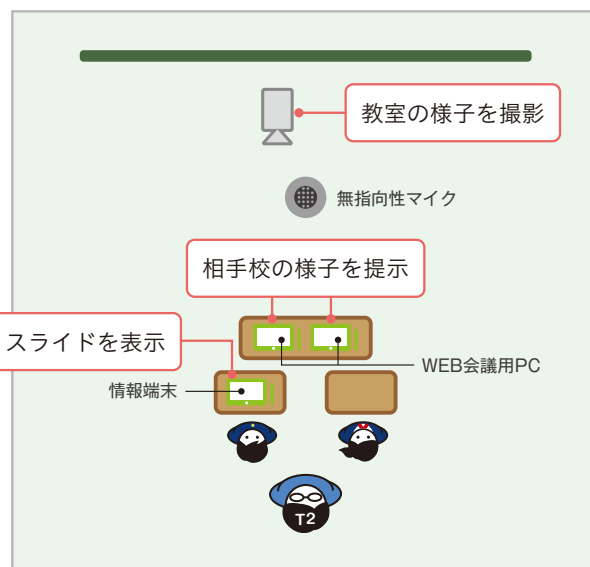 教室の様子を撮影
無指向性マイク
相手校の様子を提示
スライドを表示
WEB会議用PC
情報端末
T2